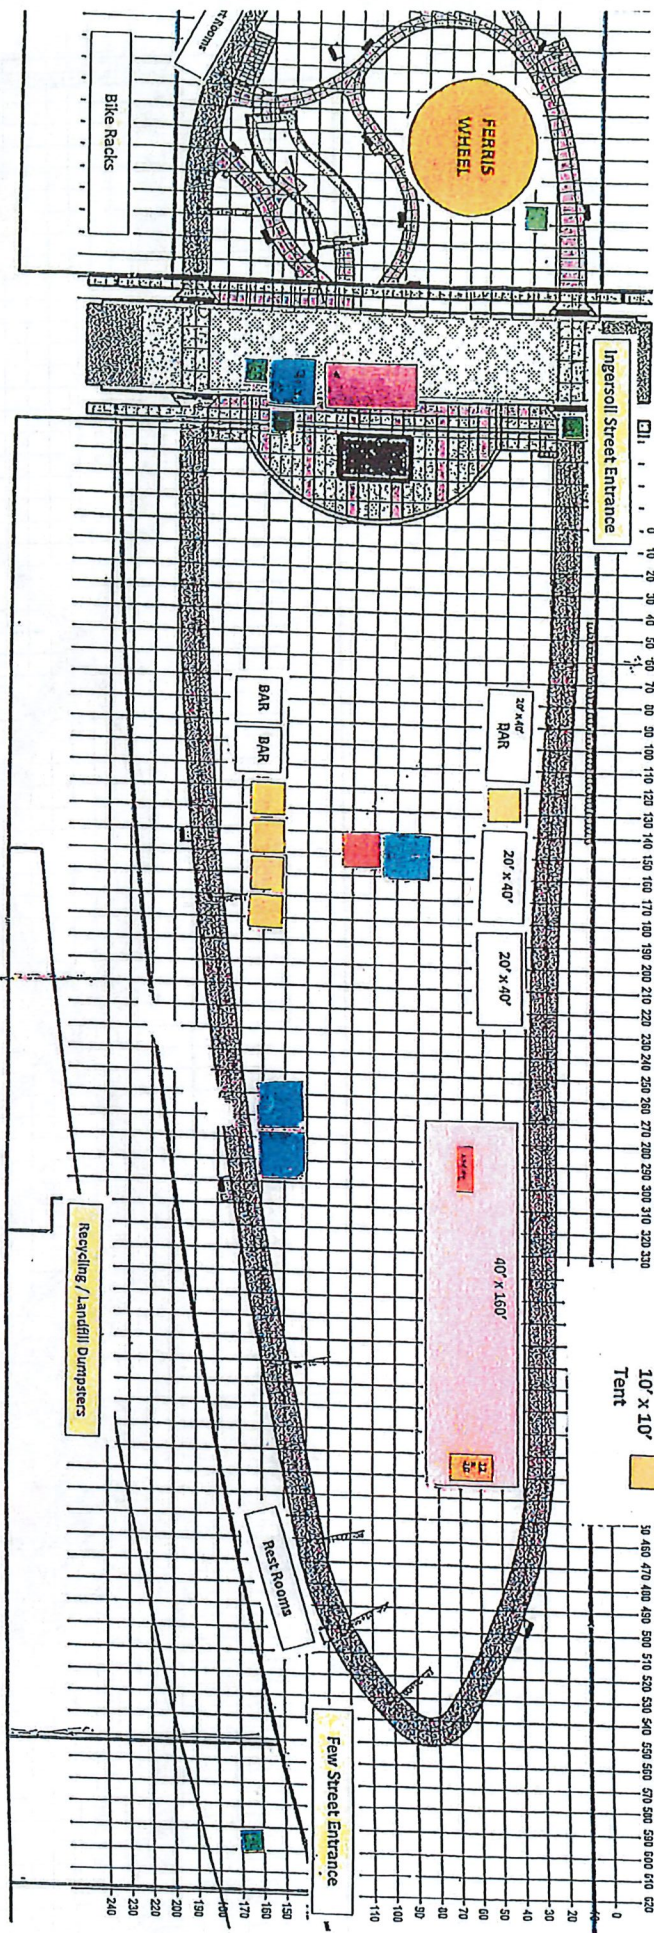 10' x 10'
Tent
0 10 20 30 40 50 60 70 80 90 100 110 120 130 140 150 160 170 180 190 200 210 220 230 240 250 260 270 280 290 300 310 320 330
50 460 470 480 490 500 510 520 530 540 550 560 570 580 590 600 610 620
Ingersoll Street Entrance
FERRIS
WHEEL
20'x40'
BAR
20' x 40'
20' x 40'
40' x 160'
BAR
BAR
Rooms
Bike Racks
Rest Rooms
Few Street Entrance
Recycling / Landfill Dumpsters
0
10
20
30
40
50
60
70
80
90
100
110
150
160
170
180
190
200
210
220
230
240